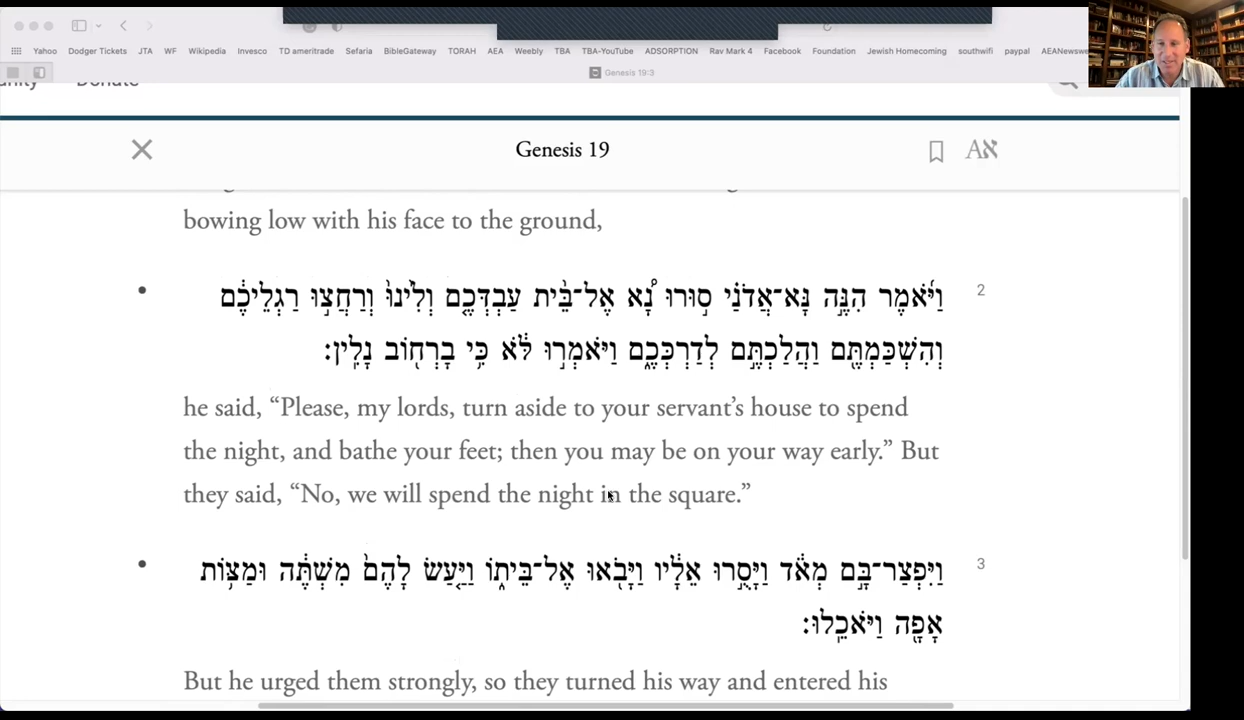 Yahoo Dodger Tickets JTA WF Wikipedia Invesco TD ameritrade Sefaria BibleGateway TORAH AEA Weebly TBA TBA-YouTube ADSORPTION Rav Mark 4 Facebook Foundation Jewish Homecoming southwifi paypal AEANewsw
Genesis 19:3
Donate
Genesis 19
Aא
bowing low with his face to the ground,
2
וַיֹּ֜אמֶר הִנֶּ֣ה נָּא־אֲדֹנַ֗י ס֣וּרוּ נָ֠א אֶל־בֵּ֨ית עַבְדְּכֶ֤ם וְלִ֙ינוּ֙ וְרַחֲצ֣וּ רַגְלֵיכֶ֔ם
וְהִשְׁכַּמְתֶּ֖ם וַהֲלַכְתֶּ֣ם לְדַרְכְּכֶ֑ם וַיֹּאמְר֣וּ לֹּ֔א כִּ֥י בָרְח֖וֹב נָלִֽין׃
he said, “Please, my lords, turn aside to your servant’s house to spend
the night, and bathe your feet; then you may be on your way early.” But
they said, “No, we will spend the night in the square.”
3
וַיִּפְצַר־בָּ֣ם מְאֹ֔ד וַיָּסֻ֣רוּ אֵלָ֔יו וַיָּבֹ֖אוּ אֶל־בֵּית֑וֹ וַיַּ֤עַשׂ לָהֶם֙ מִשְׁתֶּ֔ה וּמַצּ֥וֹת
אָפָ֖ה וַיֹּאכֵֽלוּ׃
But he urged them strongly, so they turned his way and entered his